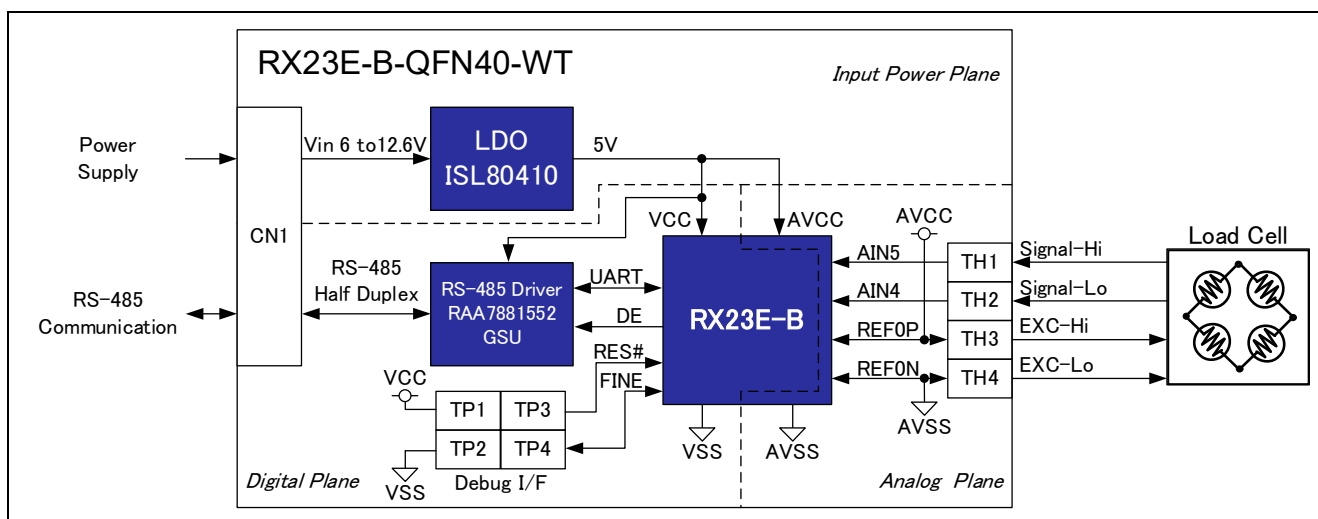 RX23E-B-QFN40-WT
Input Power Plane
Power
Supply
Vin 6 to12.6V
LDO
ISL80410
5V
CN1
VCC
AVCC
AVCC
Load Cell
RS-485
Communication
RS-485
Half Duplex
RS-485 Driver
RAA7881552
GSU
UART
DE
RES#
FINE
RX23E-B
AIN5
AIN4
REF0P
REF0N
TH1
TH2
TH3
TH4
Signal-Hi
Signal-Lo
EXC-Hi
EXC-Lo
VCC
TP1
TP3
TP2
TP4
VSS
Debug I/F
VSS
AVSS
AVSS
Digital Plane
Analog Plane